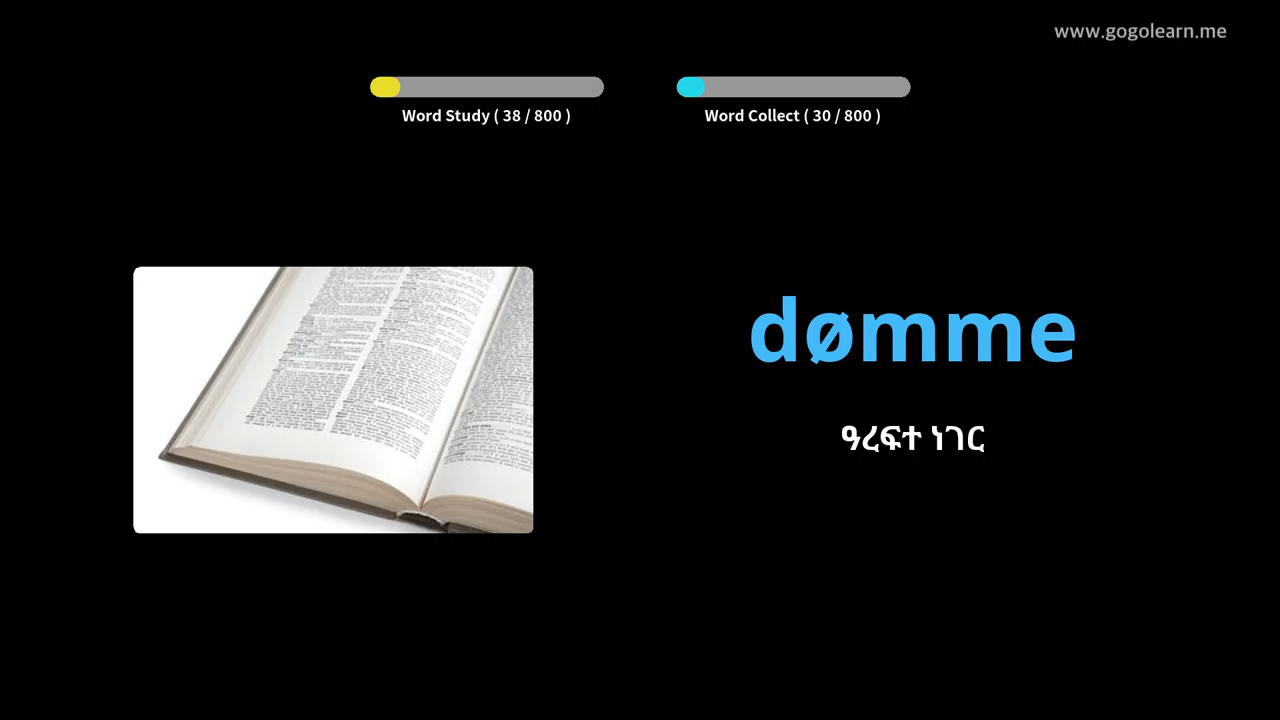 www.gogolearn.me
Word Study ( 38 / 800 )
Word Collect ( 30 / 800 )
dømme
ዓረፍተ ነገር